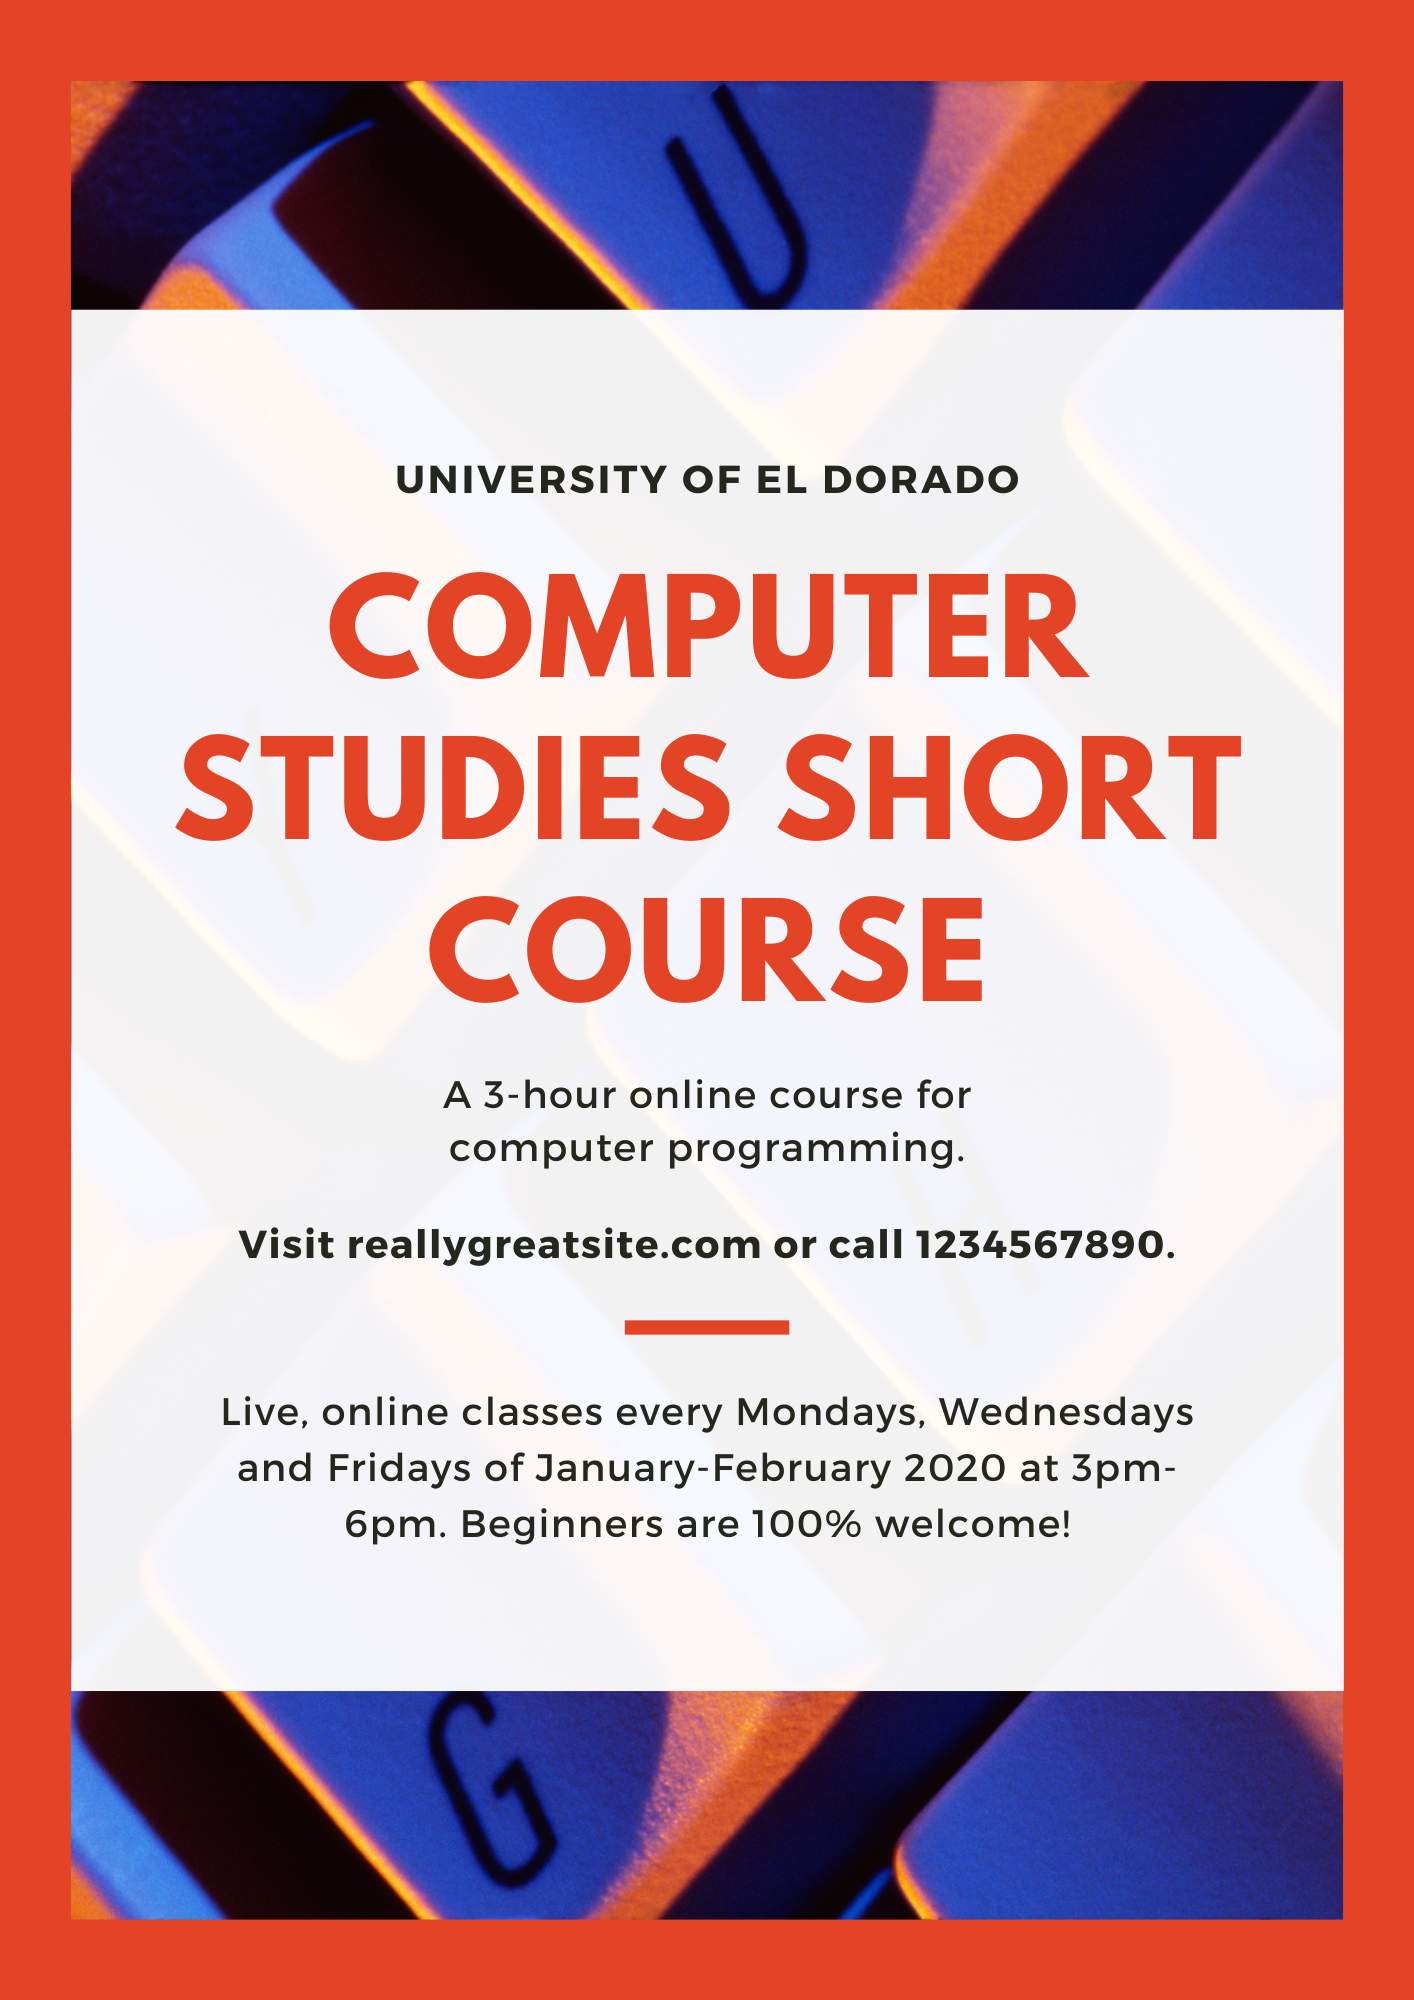 U
UNIVERSITY OF EL DORADO
COMPUTER
STUDIES SHORT
COURSE
A 3-hour online course for
computer programming.
Visit reallygreatsite.com or call 1234567890.
Live, online classes every Mondays, Wednesdays
and Fridays of January-February 2020 at 3pm-
6pm. Beginners are 100% welcome!
G